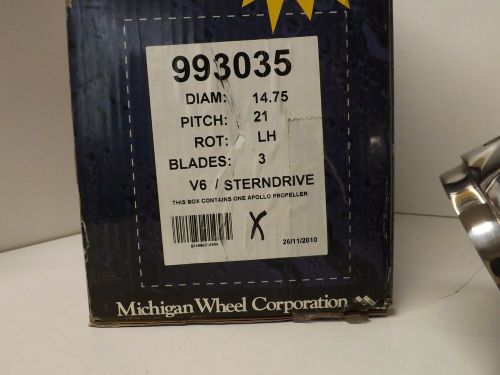 993035
DIAM: 14.75
PITCH: 21
ROT: LH
BLADES: 3
V6 / STERNDRIVE
THIS BOX CONTAINS ONE APOLLO PROPELLER
X
26/11/2010
Michigan Wheel Corporation